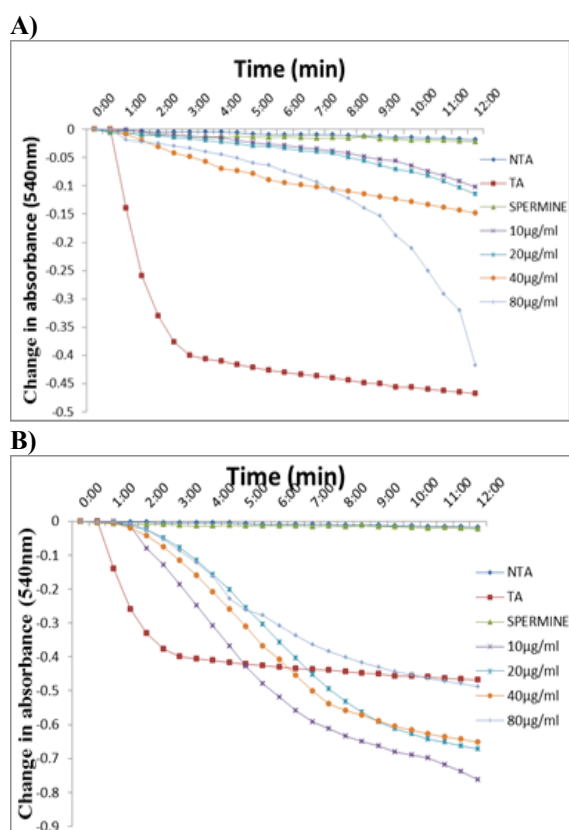 A)
Time (min)
0:00 1:00 2:00 3:00 4:00 5:00 6:00 7:00 8:00 9:00 10:00 11:00 12:00
0
-0.05
-0.1
-0.15
-0.2
-0.25
-0.3
-0.35
-0.4
-0.45
-0.5
Change in absorbance (540nm)
NTA
TA
SPERMINE
10µg/ml
20µg/ml
40µg/ml
80µg/ml
B)
Time (min)
0:00 1:00 2:00 3:00 4:00 5:00 6:00 7:00 8:00 9:00 10:00 11:00 12:00
0
-0.1
-0.2
-0.3
-0.4
-0.5
-0.6
-0.7
-0.8
-0.9
Change in absorbance (540nm)
NTA
TA
SPERMINE
10µg/ml
20µg/ml
40µg/ml
80µg/ml